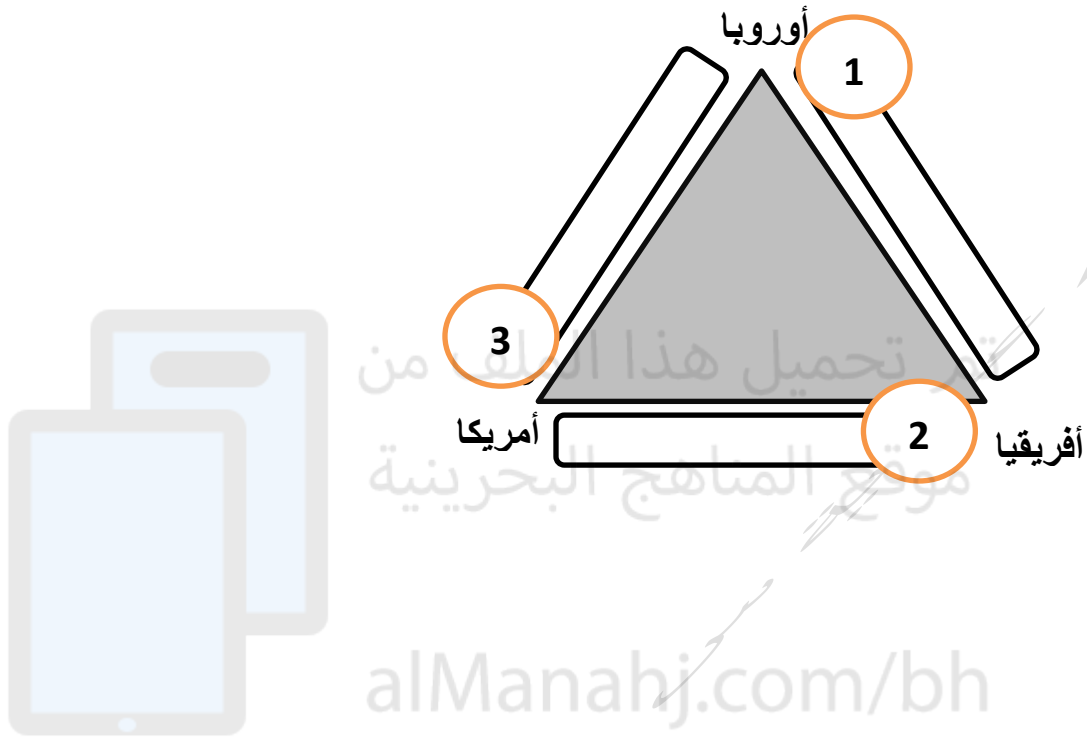 أوروبا
1
3
تم تحميل هذا الملف من
أمريكا
2
أفريقيا
موقع المناهج البحرينية
alManahj.com/bh